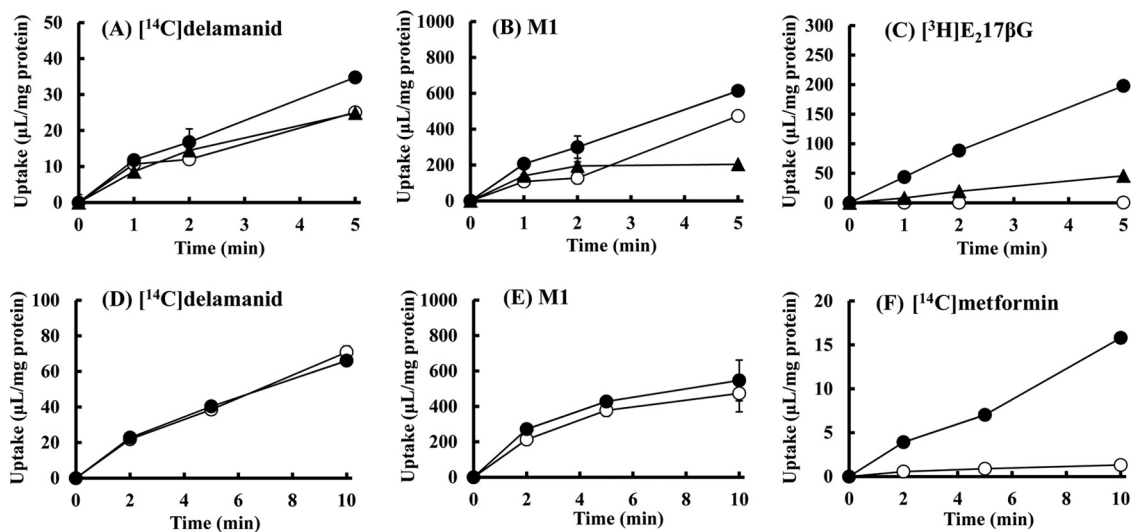 (A) [¹⁴C]delamanid
Uptake (µL/mg protein)
50
40
30
20
10
0
0 1 2 3 4 5
Time (min)
(B) M1
Uptake (µL/mg protein)
1000
800
600
400
200
0
0 1 2 3 4 5
Time (min)
(C) [³H]E₂17βG
Uptake (µL/mg protein)
300
250
200
150
100
50
0
0 1 2 3 4 5
Time (min)
(D) [¹⁴C]delamanid
Uptake (µL/mg protein)
100
80
60
40
20
0
0 2 4 6 8 10
Time (min)
(E) M1
Uptake (µL/mg protein)
1000
800
600
400
200
0
0 2 4 6 8 10
Time (min)
(F) [¹⁴C]metformin
Uptake (µL/mg protein)
20
15
10
5
0
0 2 4 6 8 10
Time (min)